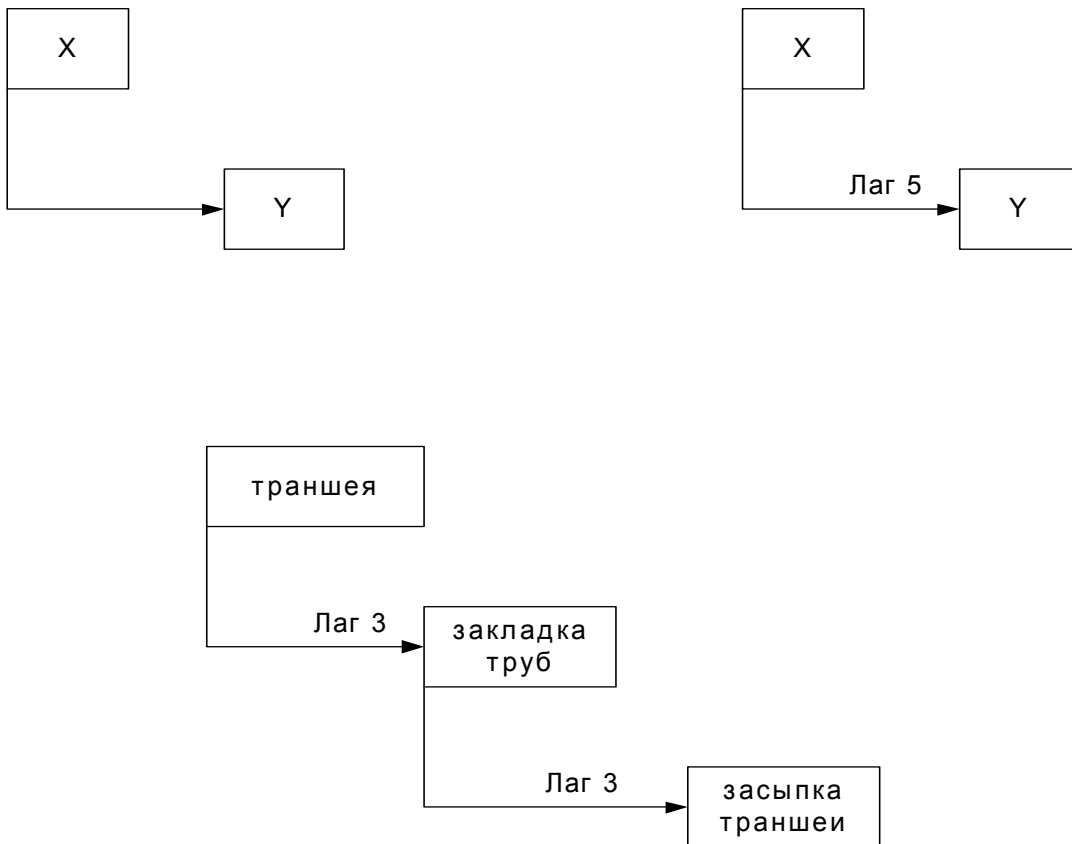 X
X
Лаг 5
Y
Y
траншея
Лаг 3
закладка
труб
Лаг 3
засыпка
траншеи